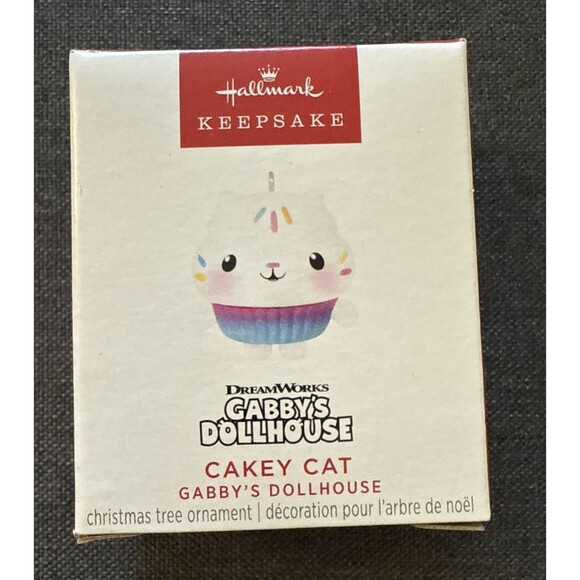 Hallmark
KEEPSAKE
DREAMWORKS
GABBY'S
DOLLHOUSE
CAKEY CAT
GABBY'S DOLLHOUSE
christmas tree ornament | décoration pour l'arbre de noël